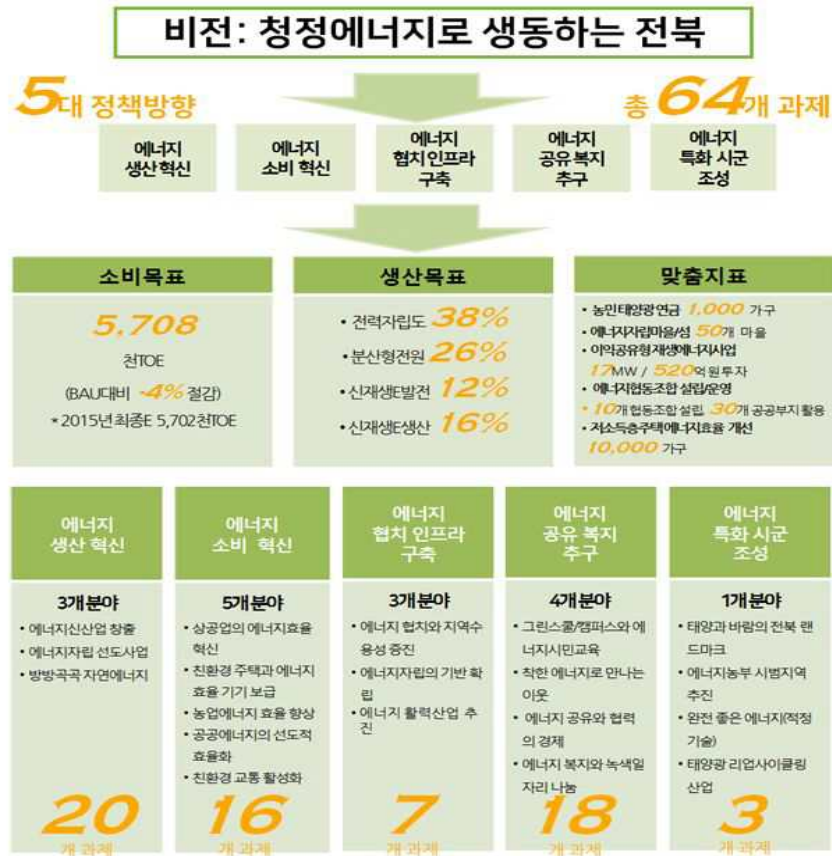 비전: 청정에너지로 생동하는 전북
5대 정책방향
총 64개 과제
에너지
생산 혁신
에너지
소비 혁신
에너지
협치 인프라
구축
에너지
공유 복지
추구
에너지
특화 시군
조성
소비목표
5,708
천TOE
(BAU대비 -4% 절감)
*2015년 최종E 5,702천TOE
생산목표
• 전력자립도 38%
• 분산형전원 26%
• 신재생E발전 12%
• 신재생E생산 16%
맞춤지표
• 농민태양광연금 1,000 가구
• 에너지자립마을/섬 50개 마을
• 이익공유형 재생에너지사업
17MW / 520억원투자
• 에너지협동조합 설립/운영
• 10개 협동조합 설립, 30개 공공부지 활용
• 저소득층주택에너지효율 개선
10,000 가구
에너지
생산 혁신
3개분야
• 에너지신산업 창출
• 에너지자립 선도사업
• 방방곡곡 자연에너지
20
개 과제
에너지
소비 혁신
5개분야
• 상공업의 에너지효율
혁신
• 친환경 주택과 에너지
효율 기기 보급
• 농업에너지 효율 향상
• 공공에너지의 선도적
효율화
• 친환경 교통 활성화
16
개 과제
에너지
협치 인프라
구축
3개분야
• 에너지 협치와 지역수
용성 증진
• 에너지자립의 기반 확
립
• 에너지 활력산업 추
진
7
개 과제
에너지
공유 복지
추구
4개분야
• 그린스쿨/캠퍼스와 에
너지시민교육
• 착한 에너지로 만나는
이웃
• 에너지 공유와 협력
의 경제
• 에너지 복지와 녹색일
자리 나눔
18
개 과제
에너지
특화 시군
조성
1개분야
• 태양과 바람의 전북 랜
드마크
• 에너지농부 시범지역
추진
• 완전 좋은 에너지(적정
기술)
• 태양광 리업사이클링
산업
3
개 과제